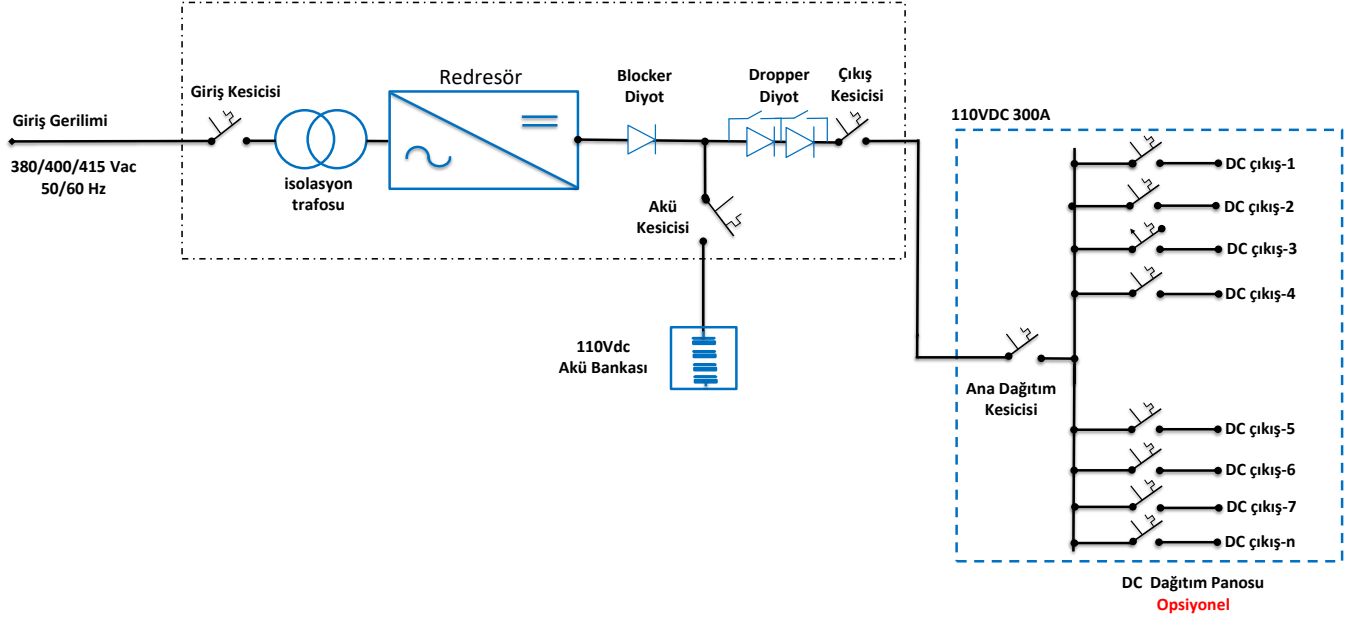 Giriş Gerilimi
380/400/415 Vac
50/60 Hz
Giriş Kesicisi
isolasyon
trafosu
Redresör
Blocker
Diyot
Dropper
Diyot
Çıkış
Kesicisi
Akü
Kesicisi
110Vdc
Akü Bankası
110VDC 300A
Ana Dağıtım
Kesicisi
DC çıkış-1
DC çıkış-2
DC çıkış-3
DC çıkış-4
DC çıkış-5
DC çıkış-6
DC çıkış-7
DC çıkış-n
DC Dağıtım Panosu
Opsiyonel